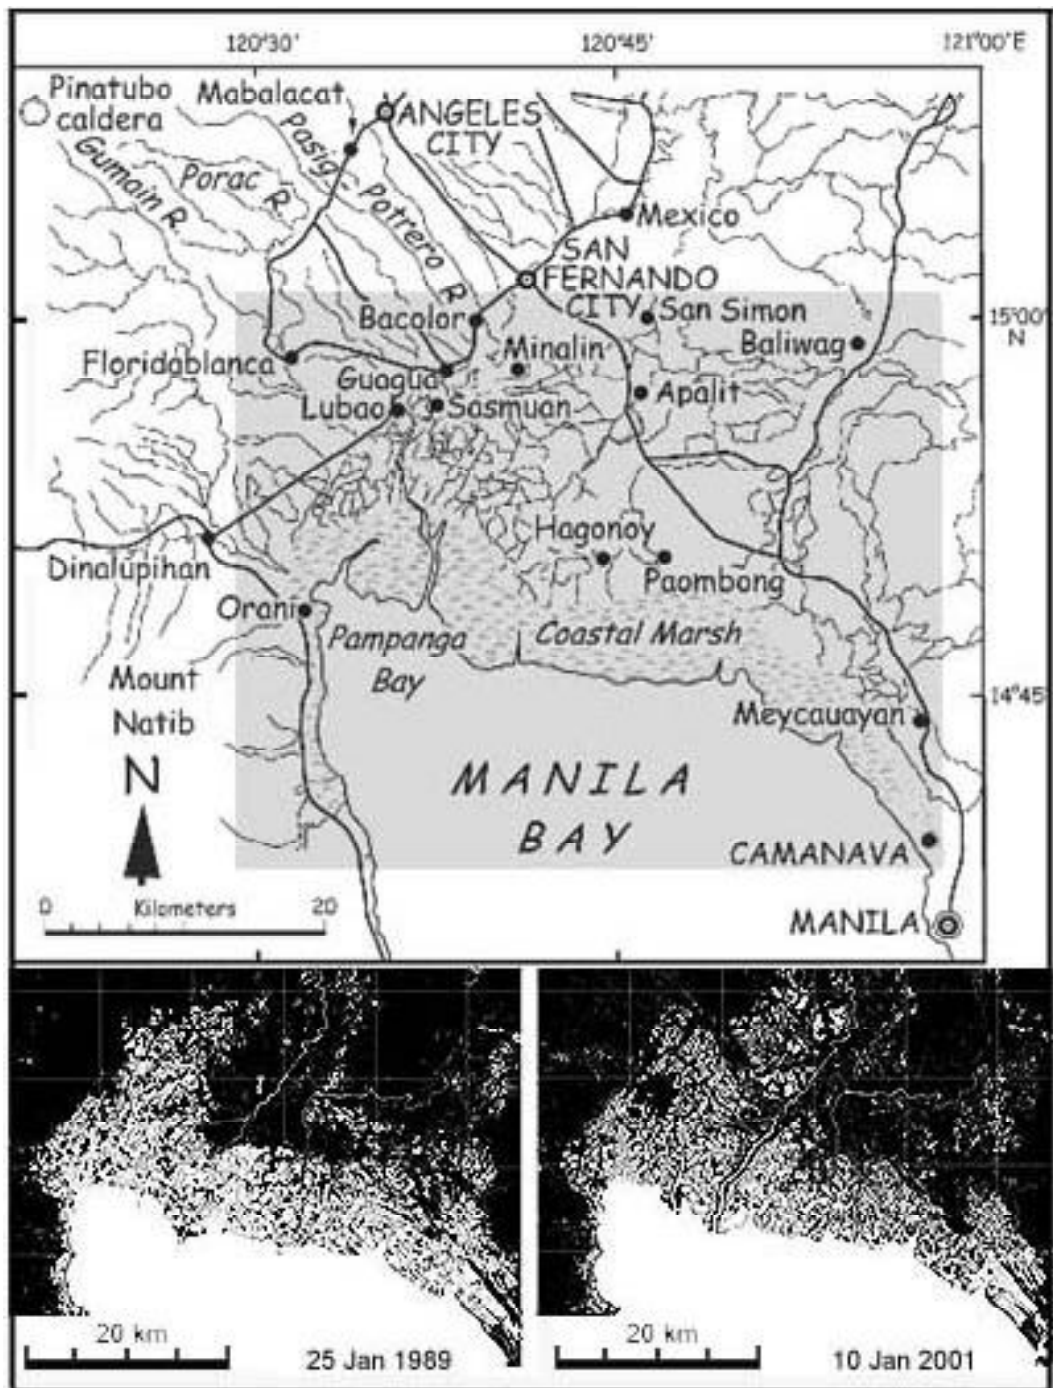 120°30'
120°45'
121°00'E
Pinatubo
caldera
Mabalacat
ANGELES
CITY
Gumain R.
Porac R.
Pasig-Potrero R.
Mexico
SAN
FERNANDO
CITY
San Simon
15°00'
N
Bacolor
Baliwag
Floridablanca
Minalin
Guagua
Apalit
Lubao
Sasmuan
Hagonoy
Dinalupihan
Paombong
Orani
Pampanga
Bay
Coastal Marsh
Mount
Natib
14°45'
Meycauayan
N
MANILA
BAY
CAMANAVA
0
Kilometers
20
MANILA
20 km
25 Jan 1989
20 km
10 Jan 2001